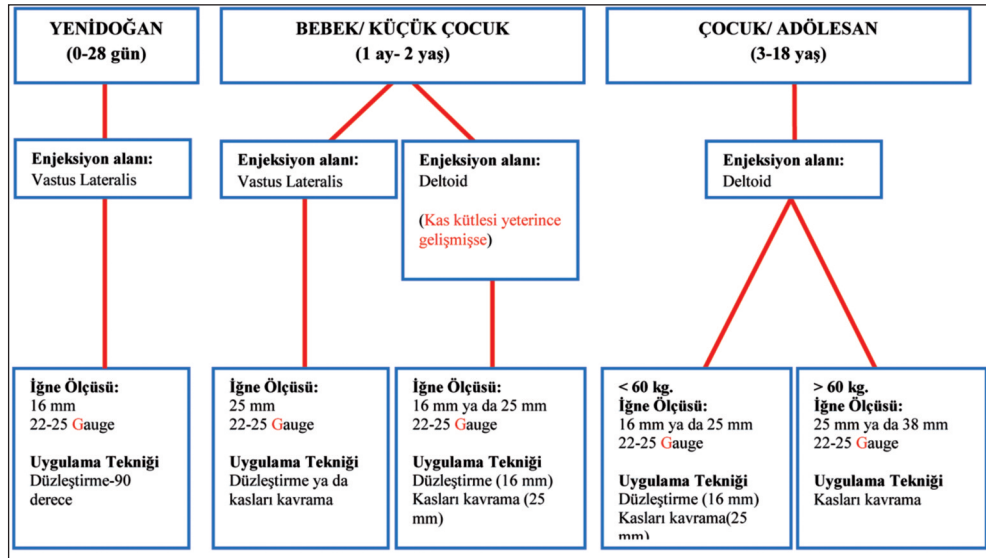 YENİDOĞAN
(0-28 gün)
BEBEK/ KÜÇÜK ÇOCUK
(1 ay- 2 yaş)
ÇOCUK/ ADÖLESAN
(3-18 yaş)
Enjeksiyon alanı:
Vastus Lateralis
Enjeksiyon alanı:
Vastus Lateralis
Enjeksiyon alanı:
Deltoid
(Kas kütlesi yeterince
gelişmişse)
Enjeksiyon alanı:
Deltoid
İğne Ölçüsü:
16 mm
22-25 Gauge
Uygulama Tekniği
Düzleştirme-90
derece
İğne Ölçüsü:
25 mm
22-25 Gauge
Uygulama Tekniği
Düzleştirme ya da
kasları kavrama
İğne Ölçüsü:
16 mm ya da 25 mm
22-25 Gauge
Uygulama Tekniği
Düzleştirme (16 mm)
Kasları kavrama (25
mm)
< 60 kg.
İğne Ölçüsü:
16 mm ya da 25 mm
22-25 Gauge
Uygulama Tekniği
Düzleştirme (16 mm)
Kasları kavrama(25
mm)
> 60 kg.
İğne Ölçüsü:
25 mm ya da 38 mm
22-25 Gauge
Uygulama Tekniği
Kasları kavrama